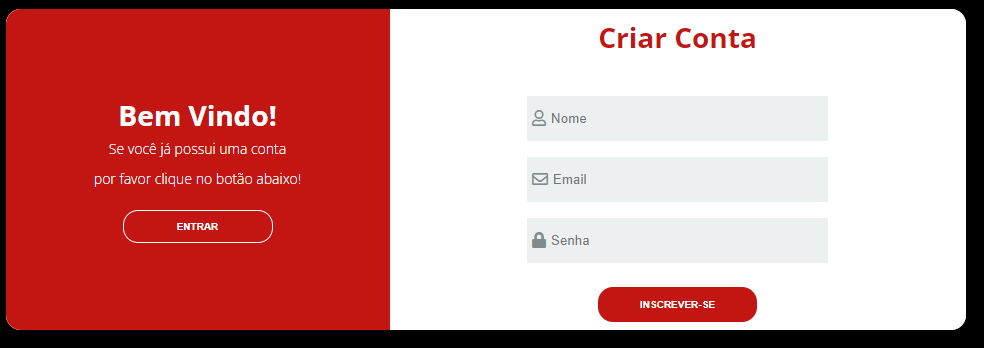 Bem Vindo!
Se você já possui uma conta
por favor clique no botão abaixo!
ENTRAR
Criar Conta
Nome
Email
Senha
INSCREVER-SE